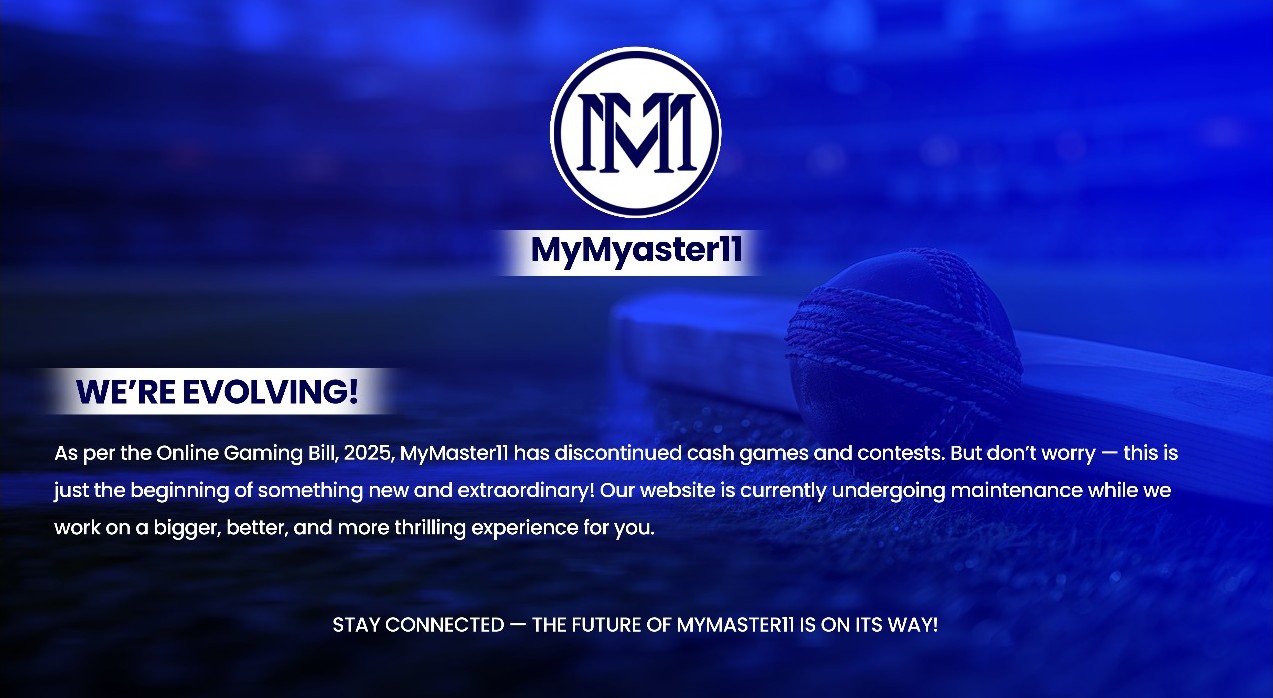 MM
MyMyaster11
WE’RE EVOLVING!
As per the Online Gaming Bill, 2025, MyMaster11 has discontinued cash games and contests. But don’t worry — this is
just the beginning of something new and extraordinary! Our website is currently undergoing maintenance while we
work on a bigger, better, and more thrilling experience for you.
STAY CONNECTED — THE FUTURE OF MYMASTER11 IS ON ITS WAY!